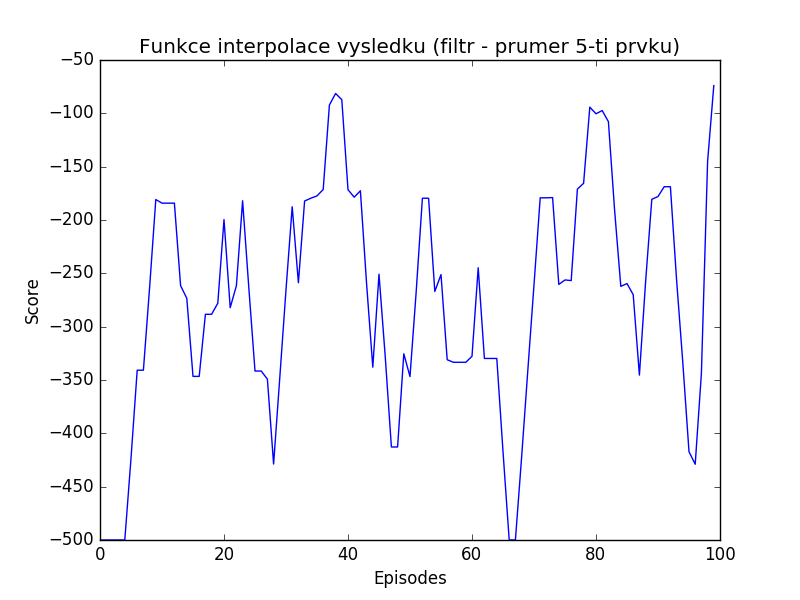 Funkce interpolace vysledku (filtr - prumer 5-ti prvku)
−50
−100
−150
−200
−250
−300
−350
−400
−450
−500
Score
0 20 40 60 80 100
Episodes